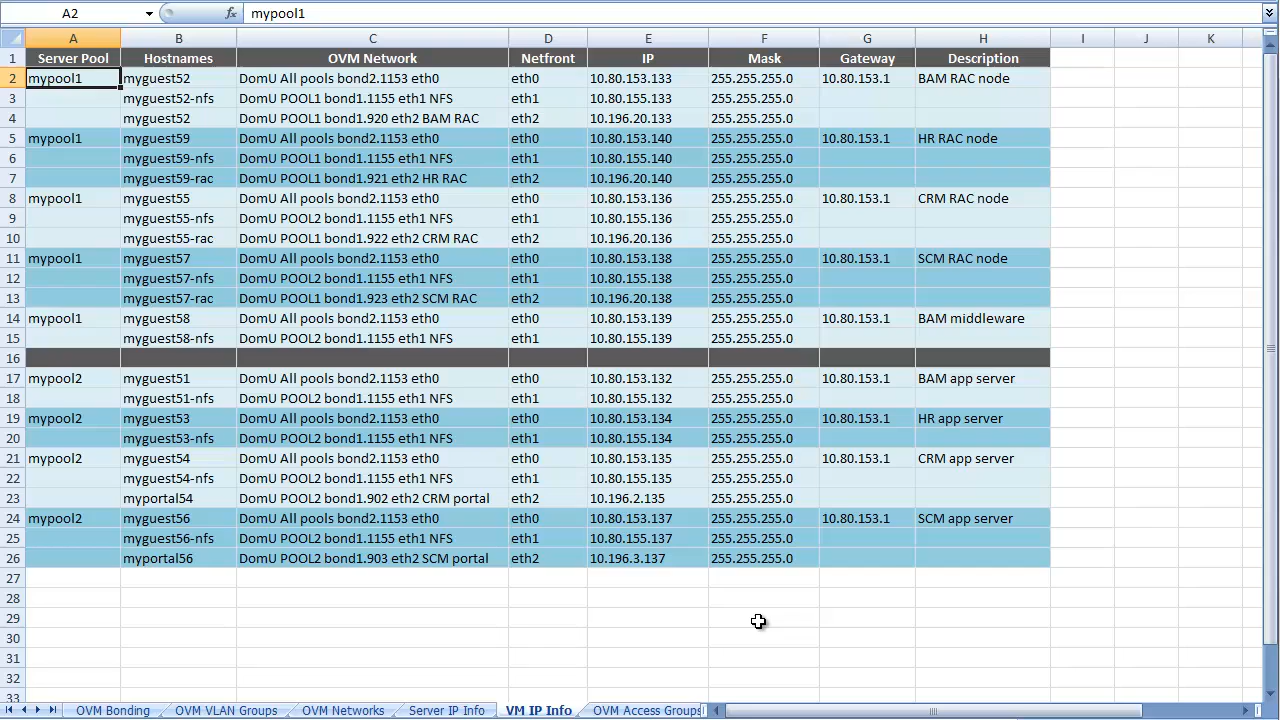 A2 fx mypool1
A B C D E F G H I J K
1 Server Pool Hostnames OVM Network Netfront IP Mask Gateway Description
2 mypool1 myguest52 DomU All pools bond2.1153 eth0 eth0 10.80.153.133 255.255.255.0 10.80.153.1 BAM RAC node
3 myguest52-nfs DomU POOL1 bond1.1155 eth1 NFS eth1 10.80.155.133 255.255.255.0
4 myguest52 DomU POOL1 bond1.920 eth2 BAM RAC eth2 10.196.20.133 255.255.255.0
5 mypool1 myguest59 DomU All pools bond2.1153 eth0 eth0 10.80.153.140 255.255.255.0 10.80.153.1 HR RAC node
6 myguest59-nfs DomU POOL1 bond1.1155 eth1 NFS eth1 10.80.155.140 255.255.255.0
7 myguest59-rac DomU POOL1 bond1.921 eth2 HR RAC eth2 10.196.20.140 255.255.255.0
8 mypool1 myguest55 DomU All pools bond2.1153 eth0 eth0 10.80.153.136 255.255.255.0 10.80.153.1 CRM RAC node
9 myguest55-nfs DomU POOL2 bond1.1155 eth1 NFS eth1 10.80.155.136 255.255.255.0
10 myguest55-rac DomU POOL1 bond1.922 eth2 CRM RAC eth2 10.196.20.136 255.255.255.0
11 mypool1 myguest57 DomU All pools bond2.1153 eth0 eth0 10.80.153.138 255.255.255.0 10.80.153.1 SCM RAC node
12 myguest57-nfs DomU POOL2 bond1.1155 eth1 NFS eth1 10.80.155.138 255.255.255.0
13 myguest57-rac DomU POOL1 bond1.923 eth2 SCM RAC eth2 10.196.20.138 255.255.255.0
14 mypool1 myguest58 DomU All pools bond2.1153 eth0 eth0 10.80.153.139 255.255.255.0 10.80.153.1 BAM middleware
15 myguest58-nfs DomU POOL2 bond1.1155 eth1 NFS eth1 10.80.155.139 255.255.255.0
16
17 mypool2 myguest51 DomU All pools bond2.1153 eth0 eth0 10.80.153.132 255.255.255.0 10.80.153.1 BAM app server
18 myguest51-nfs DomU POOL2 bond1.1155 eth1 NFS eth1 10.80.155.132 255.255.255.0
19 mypool2 myguest53 DomU All pools bond2.1153 eth0 eth0 10.80.153.134 255.255.255.0 10.80.153.1 HR app server
20 myguest53-nfs DomU POOL2 bond1.1155 eth1 NFS eth1 10.80.155.134 255.255.255.0
21 mypool2 myguest54 DomU All pools bond2.1153 eth0 eth0 10.80.153.135 255.255.255.0 10.80.153.1 CRM app server
22 myguest54-nfs DomU POOL2 bond1.1155 eth1 NFS eth1 10.80.155.135 255.255.255.0
23 myportal54 DomU POOL2 bond1.902 eth2 CRM portal eth2 10.196.2.135 255.255.255.0
24 mypool2 myguest56 DomU All pools bond2.1153 eth0 eth0 10.80.153.137 255.255.255.0 10.80.153.1 SCM app server
25 myguest56-nfs DomU POOL2 bond1.1155 eth1 NFS eth1 10.80.155.137 255.255.255.0
26 myportal56 DomU POOL2 bond1.903 eth2 SCM portal eth2 10.196.3.137 255.255.255.0
27
28
29
30
31
32
33
OVM Bonding OVM VLAN Groups OVM Networks Server IP Info VM IP Info OVM Access Groups